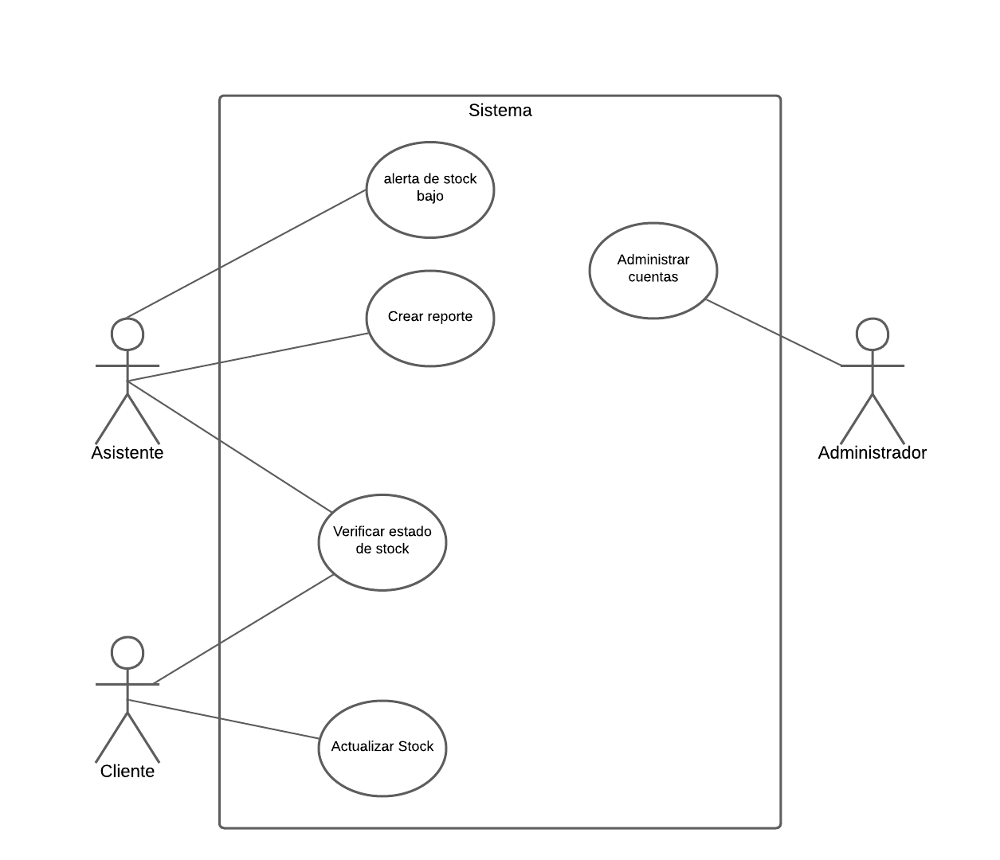 Sistema
alerta de stock
bajo
Administrar
cuentas
Crear reporte
Asistente
Administrador
Verificar estado
de stock
Actualizar Stock
Cliente